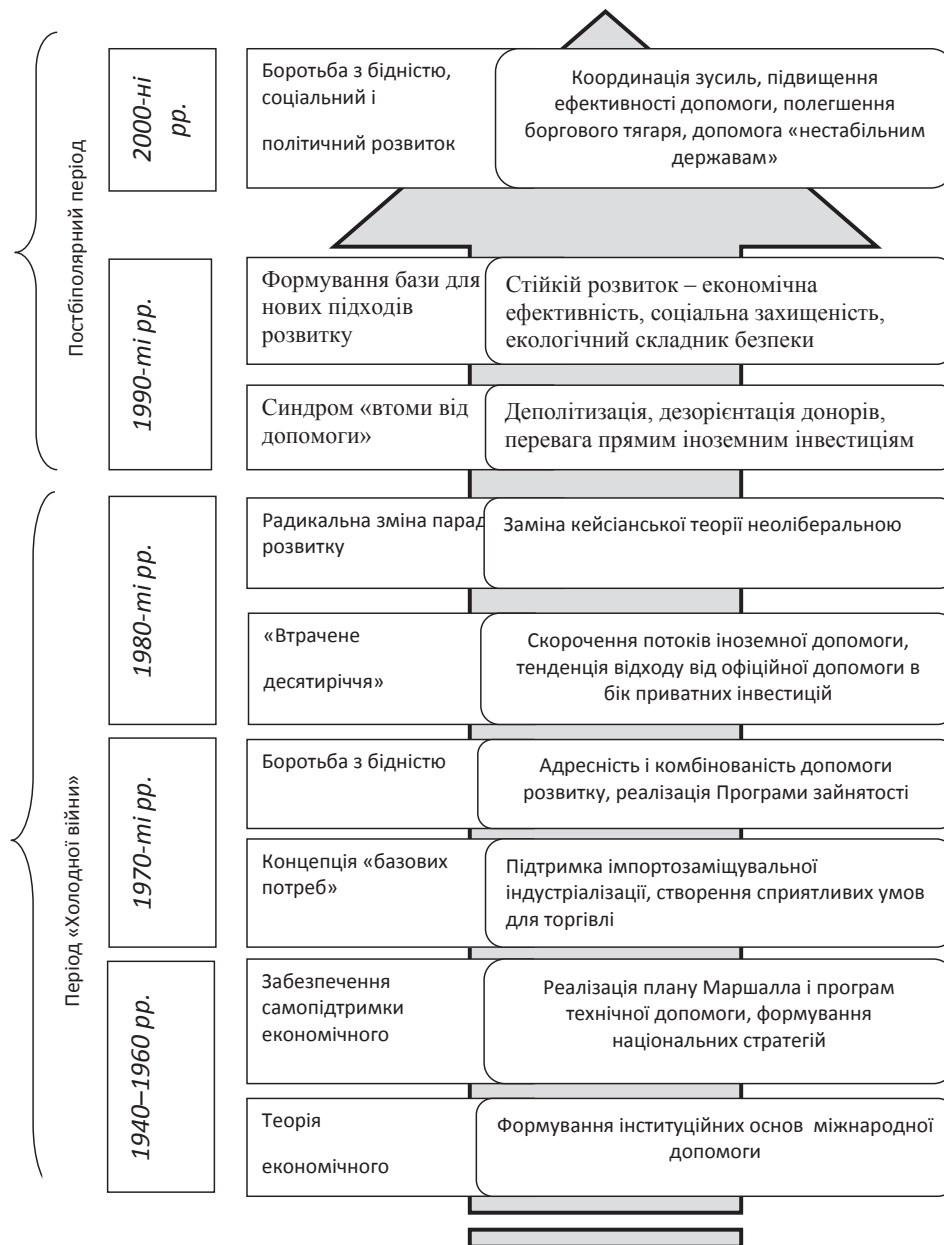 Постбіполярний період
2000-ні
рр.
Боротьба з бідністю,
соціальний і
політичний розвиток
Координація зусиль, підвищення
ефективності допомоги, полегшення
боргового тягаря, допомога «нестабільним
державам»
1990-ті рр.
Формування бази для
нових підходів
розвитку
Стійкій розвиток – економічна
ефективність, соціальна захищеність,
екологічний складник безпеки
Синдром «втоми від
допомоги»
Деполітизація, дезорієнтація донорів,
перевага прямим іноземним інвестиціям
Період «Холодної війни»
1980-ті рр.
Радикальна зміна парад
розвитку
Заміна кейсіанської теорії неоліберальною
«Втрачене
десятиріччя»
Скорочення потоків іноземної допомоги,
тенденція відходу від офіційної допомоги в
бік приватних інвестицій
1970-ті рр.
Боротьба з бідністю
Адресність і комбінованість допомоги
розвитку, реалізація Програми зайнятості
Концепція «базових
потреб»
Підтримка імпортозаміщувальної
індустріалізації, створення сприятливих умов
для торгівлі
1940–1960 рр.
Забезпечення
самопідтримки
економічного
Реалізація плану Маршалла і програм
технічної допомоги, формування
національних стратегій
Теорія
економічного
Формування інституційних основ міжнародної
допомоги